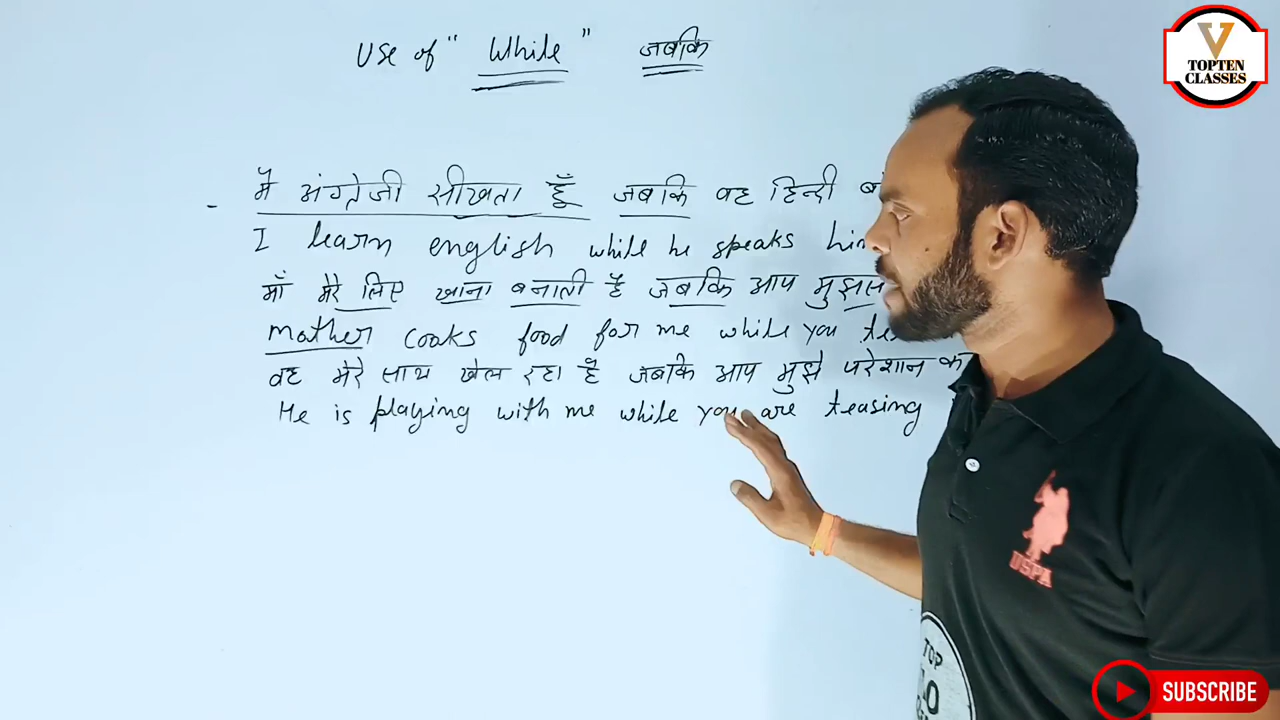 Use of "While" जबकि
V
TOPTEN
CLASSES
- मै अंग्रेजी सीखता हूँ जबकि वह हिन्दी
I learn english while he speaks
माँ मेरे लिए खाना बनाती है जबकि आप
mother cooks food for me while you
वह मेरे साथ खेल रहा है जबकि आप मुझे परेशान
He is playing with me while you are teasing
USPA
TOP
SUBSCRIBE